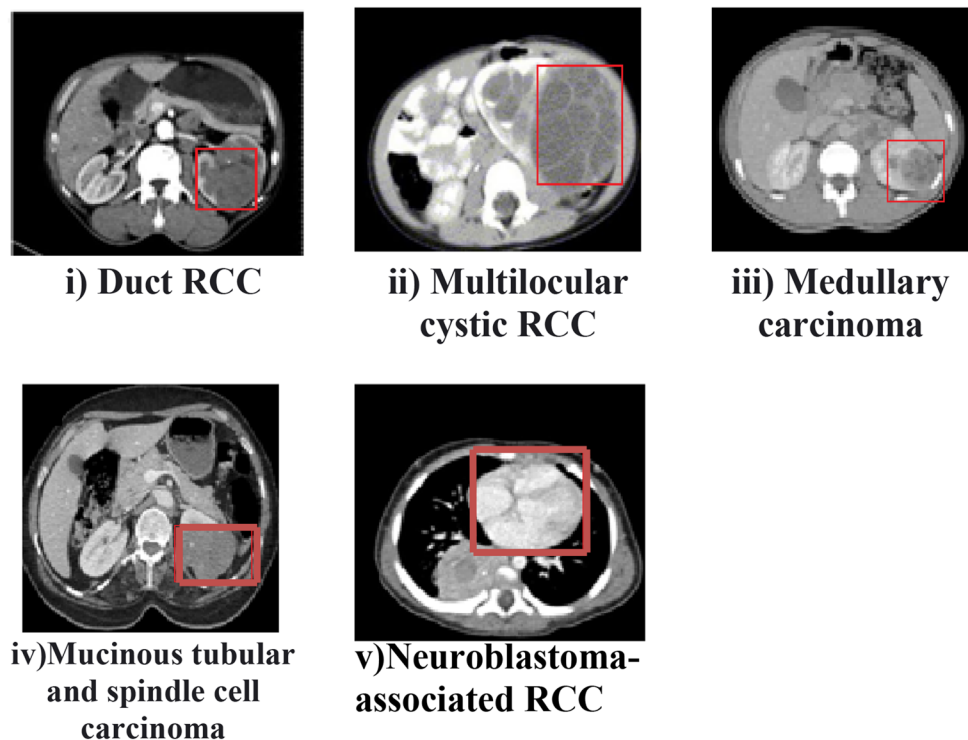 i) Duct RCC
ii) Multilocular
cystic RCC
iii) Medullary
carcinoma
iv)Mucinous tubular
and spindle cell
carcinoma
v)Neuroblastoma-
associated RCC